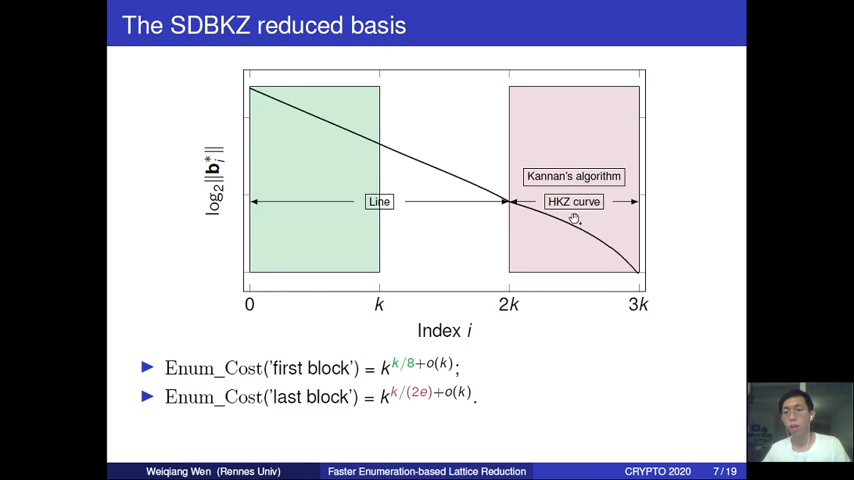 The SDBKZ reduced basis
log₂‖b*ᵢ‖
Kannan's algorithm
Line
HKZ curve
0 k 2k 3k
Index i
Enum_Cost('first block') = k^{k/8+o(k)};
Enum_Cost('last block') = k^{k/(2e)+o(k)}.
Weiqiang Wen (Rennes Univ) Faster Enumeration-based Lattice Reduction CRYPTO 2020 7 / 19